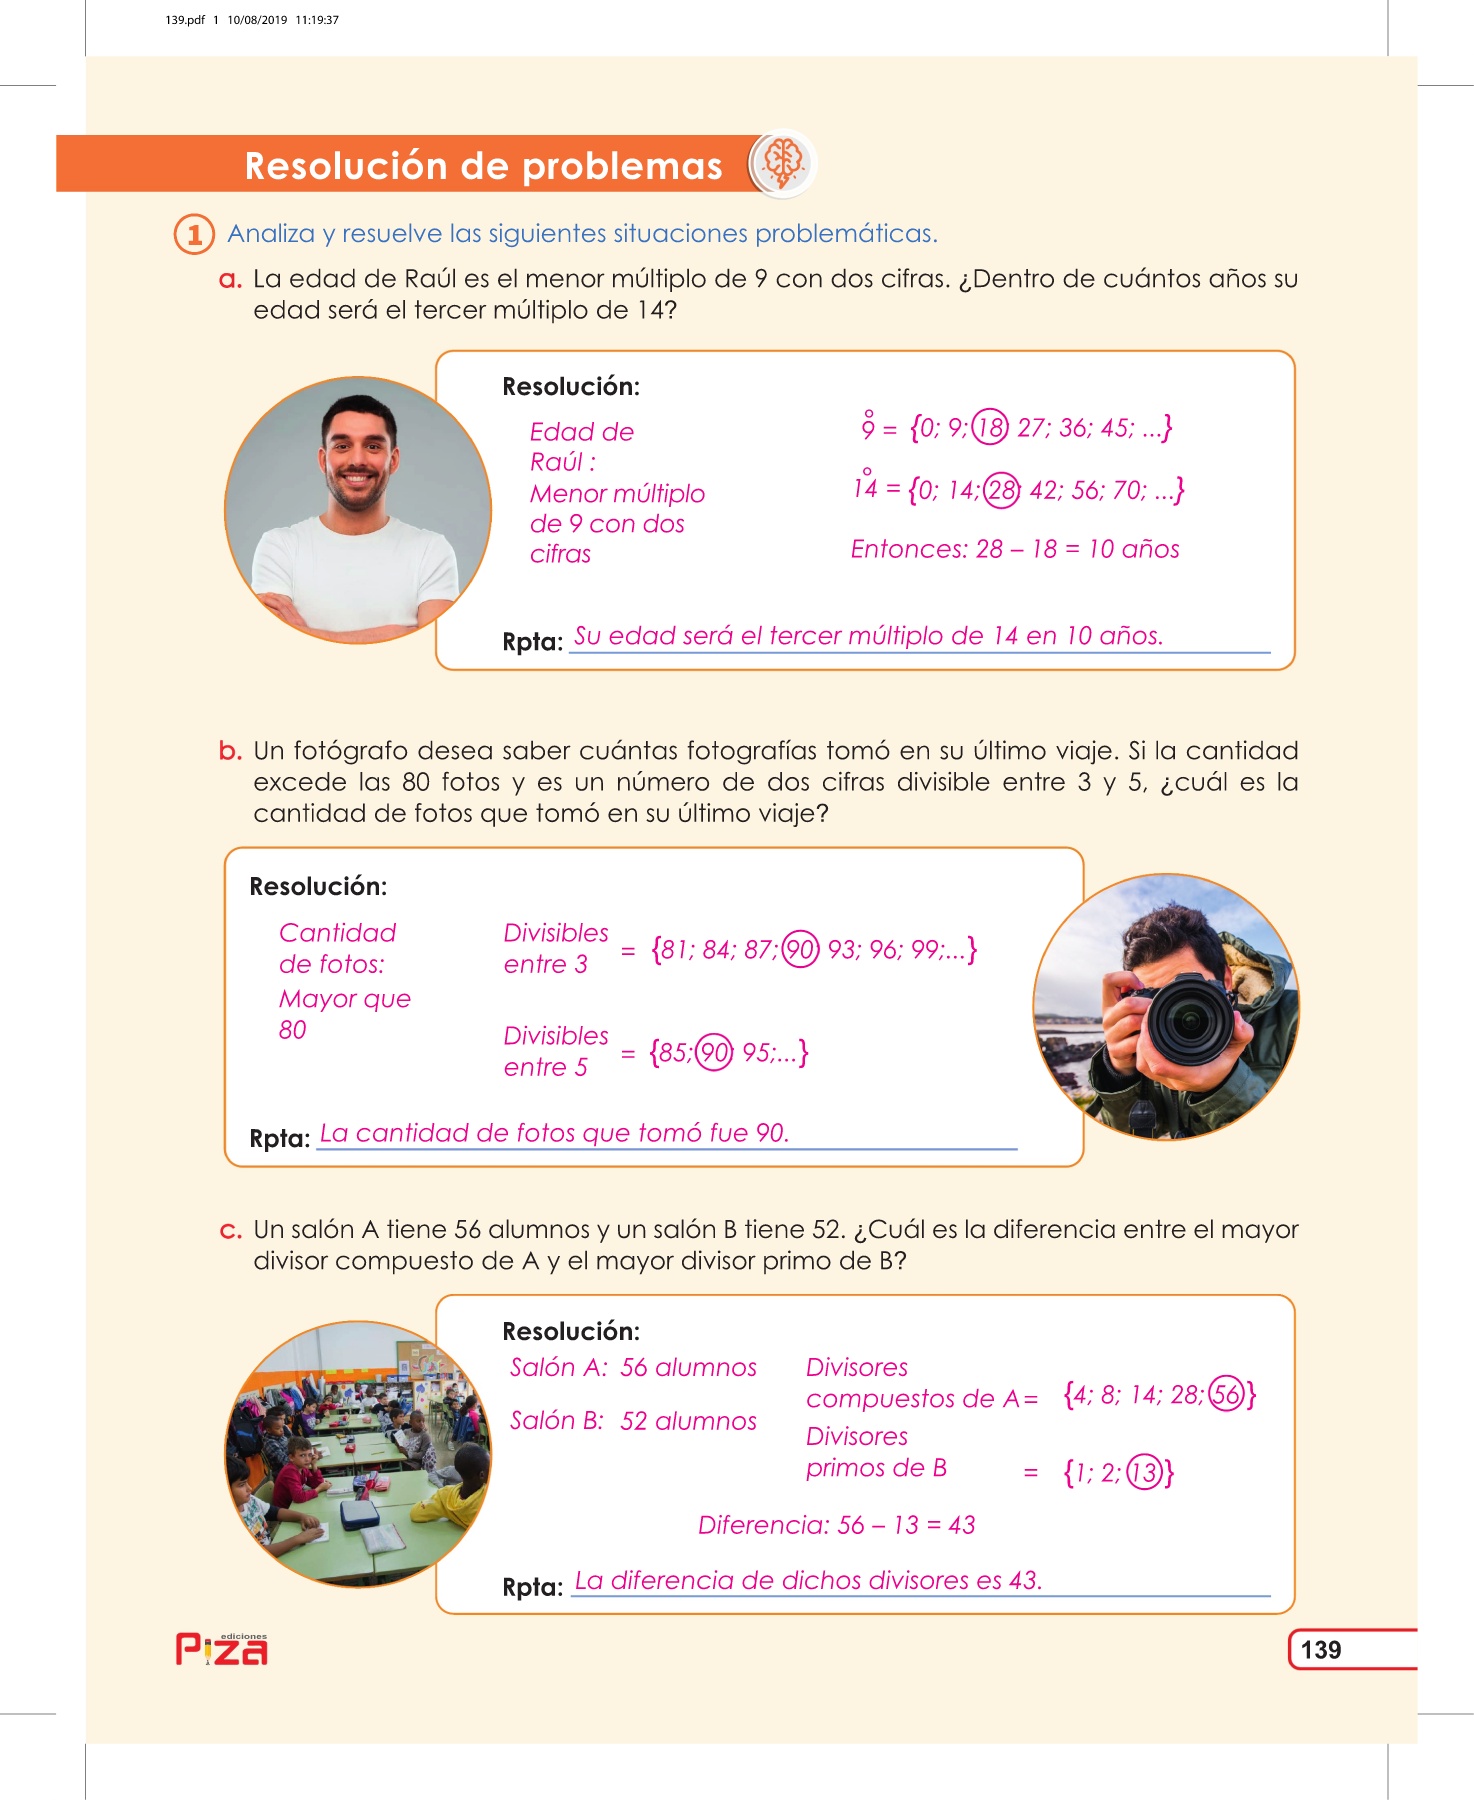 139.pdf 1 10/08/2019 11:19:37
Resolución de problemas
1 Analiza y resuelve las siguientes situaciones problemáticas.
a. La edad de Raúl es el menor múltiplo de 9 con dos cifras. ¿Dentro de cuántos años su
edad será el tercer múltiplo de 14?
Resolución:
Edad de
Raúl :
Menor múltiplo
de 9 con dos
cifras
9̊ = {0; 9; 18 27; 36; 45; ...}
14̊ = {0; 14; 28; 42; 56; 70; ...}
Entonces: 28 – 18 = 10 años
Rpta: Su edad será el tercer múltiplo de 14 en 10 años.
b. Un fotógrafo desea saber cuántas fotografías tomó en su último viaje. Si la cantidad
excede las 80 fotos y es un número de dos cifras divisible entre 3 y 5, ¿cuál es la
cantidad de fotos que tomó en su último viaje?
Resolución:
Cantidad
de fotos:
Mayor que
80
Divisibles
entre 3 = {81; 84; 87; 90; 93; 96; 99;...}
Divisibles
entre 5 = {85; 90; 95;...}
Rpta: La cantidad de fotos que tomó fue 90.
c. Un salón A tiene 56 alumnos y un salón B tiene 52. ¿Cuál es la diferencia entre el mayor
divisor compuesto de A y el mayor divisor primo de B?
Resolución:
Salón A: 56 alumnos
Salón B: 52 alumnos
Divisores
compuestos de A = {4; 8; 14; 28; 56}
Divisores
primos de B = {1; 2; 13}
Diferencia: 56 – 13 = 43
Rpta: La diferencia de dichos divisores es 43.
ediciones
Piza
139